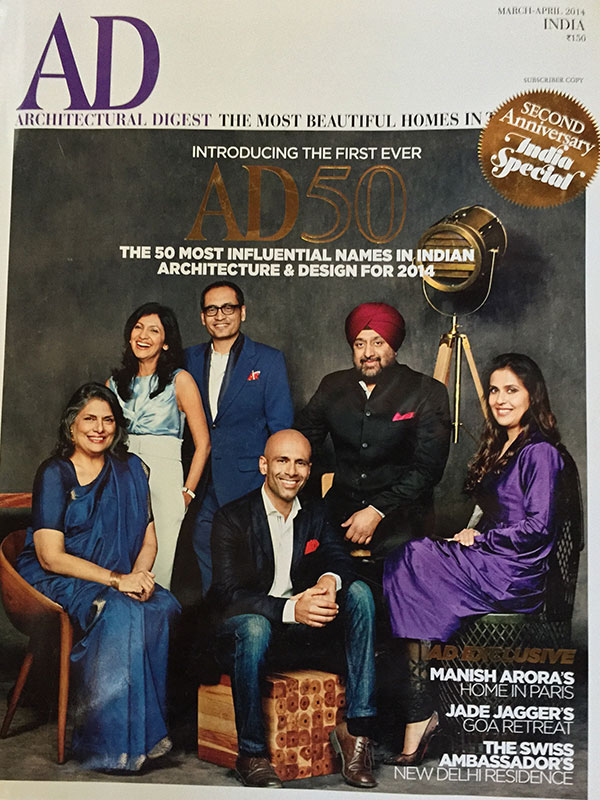 MARCH-APRIL 2014
INDIA
₹150
SUBSCRIBER COPY
AD
ARCHITECTURAL DIGEST THE MOST BEAUTIFUL HOMES IN
SECOND
Anniversary
India
Special
INTRODUCING THE FIRST EVER
AD50
THE 50 MOST INFLUENTIAL NAMES IN INDIAN
ARCHITECTURE & DESIGN FOR 2014
AD EXCLUSIVE
MANISH ARORA'S
HOME IN PARIS
JADE JAGGER'S
GOA RETREAT
THE SWISS
AMBASSADOR'S
NEW DELHI RESIDENCE